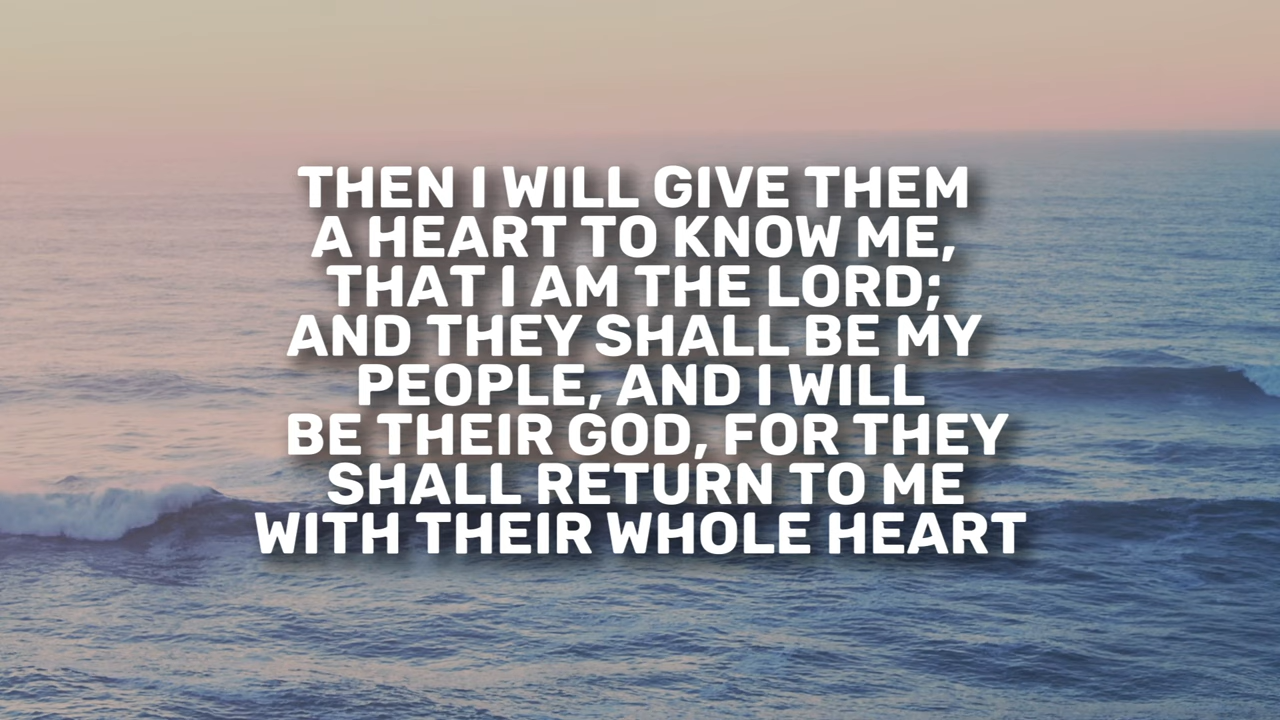 THEN I WILL GIVE THEM
A HEART TO KNOW ME,
THAT I AM THE LORD;
AND THEY SHALL BE MY
PEOPLE, AND I WILL
BE THEIR GOD, FOR THEY
SHALL RETURN TO ME
WITH THEIR WHOLE HEART